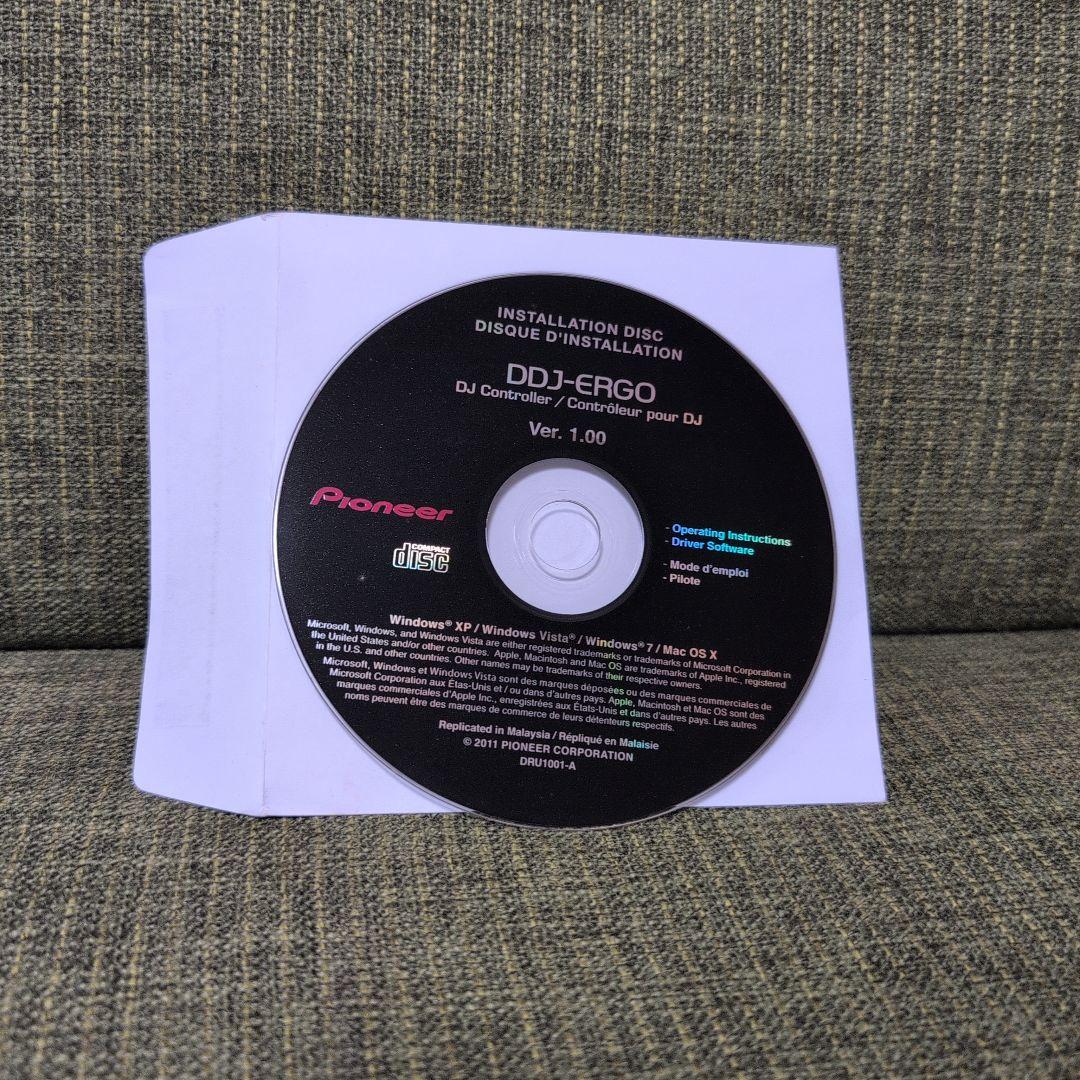 INSTALLATION DISC
DISQUE D'INSTALLATION
DDJ-ERGO
DJ Controller / Contrôleur pour DJ
Ver. 1.00
Pioneer
COMPACT
disc
- Operating Instructions
- Driver Software
- Mode d'emploi
- Pilote
Windows® XP / Windows Vista® / Windows® 7 / Mac OS X
Microsoft, Windows, and Windows Vista are either registered trademarks or trademarks of Microsoft Corporation in
the United States and/or other countries. Apple, Macintosh and Mac OS are trademarks of Apple Inc., registered
in the U.S. and other countries. Other names may be trademarks of their respective owners.
Microsoft, Windows et Windows Vista sont des marques déposées ou des marques commerciales de
Microsoft Corporation aux États-Unis et / ou dans d'autres pays. Apple, Macintosh et Mac OS sont des
marques commerciales d'Apple Inc., enregistrées aux États-Unis et dans d'autres pays. Les autres
noms peuvent être des marques de commerce de leurs détenteurs respectifs.
Replicated in Malaysia / Répliqué en Malaisie
© 2011 PIONEER CORPORATION
DRU1001-A